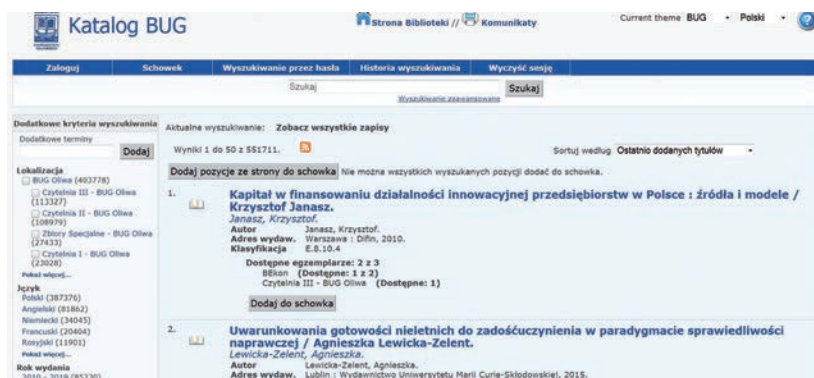 Katalog BUG
Strona Biblioteki // Komunikaty
Current theme BUG - Polski -
Zaloguj Schowek Wyszukiwanie przez hasła Historia wyszukiwania Wyczyść sesję
Szukaj Szukaj
Wyszukiwanie zaawansowane
Dodatkowe kryteria wyszukiwania
Dodatkowe terminy
Dodaj
Lokalizacja
BUG Oliwa (403778)
Czytelnia III - BUG Oliwa
(113327)
Czytelnia II - BUG Oliwa
(108979)
Zbiory Specjalne - BUG Oliwa
(27433)
Czytelnia I - BUG Oliwa
(23028)
Pokaż więcej...
Język
Polski (387376)
Angielski (81862)
Niemiecki (34045)
Francuski (20404)
Rosyjski (11901)
Pokaż więcej...
Rok wydania
2010 - 2019 (85230)
Aktualne wyszukiwanie: Zobacz wszystkie zapisy
Wyniki 1 do 50 z 551711.
Sortuj według Ostatnio dodanych tytułów
Dodaj pozycje ze strony do schowka Nie można wszystkich wyszukanych pozycji dodać do schowka.
1. Kapitał w finansowaniu działalności innowacyjnej przedsiębiorstw w Polsce : źródła i modele /
Krzysztof Janasz.
Janasz, Krzysztof.
Autor Janasz, Krzysztof.
Adres wydaw. Warszawa : Difin, 2010.
Klasyfikacja E.8.10.4
Dostępne egzemplarze: 2 z 3
BEkon (Dostępne: 1 z 2)
Czytelnia III - BUG Oliwa (Dostępne: 1)
Dodaj do schowka
2. Uwarunkowania gotowości nieletnich do zadośćuczynienia w paradygmacie sprawiedliwości
naprawczej / Agnieszka Lewicka-Zelent.
Lewicka-Zelent, Agnieszka.
Autor Lewicka-Zelent, Agnieszka.
Adres wydaw. Lublin : Wydawnictwo Uniwersytetu Marii Curie-Skłodowskiej, 2015.